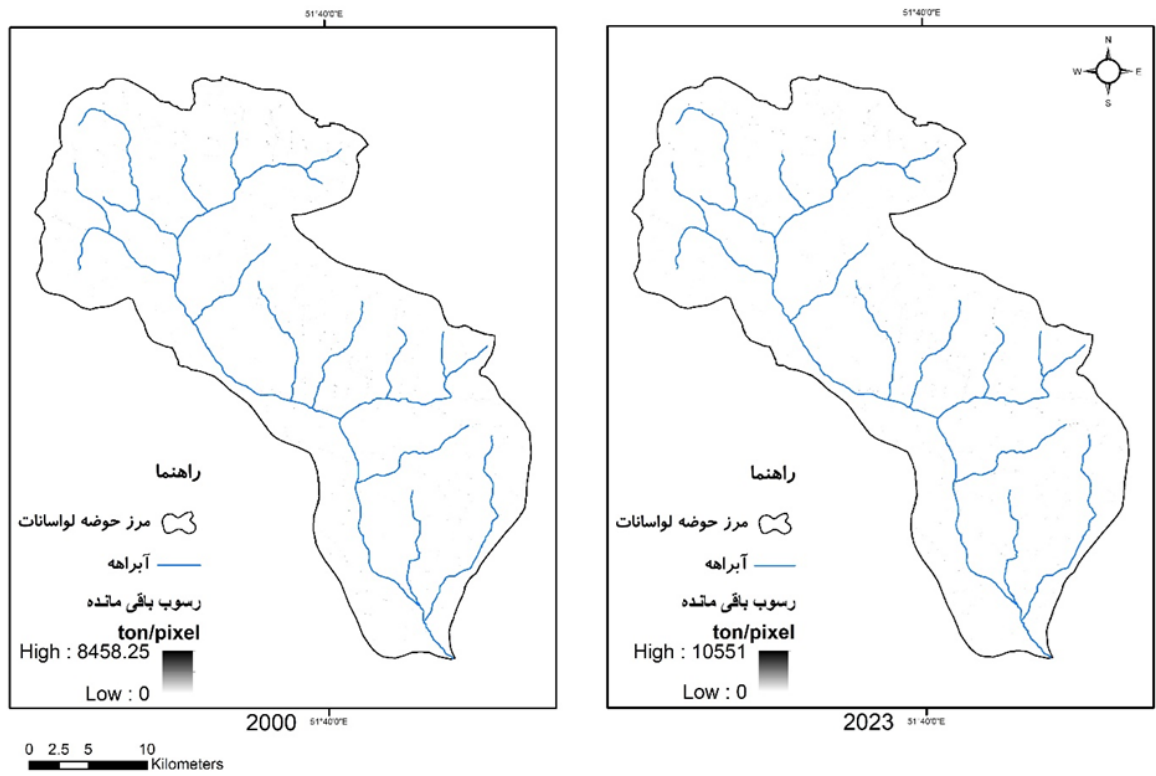 51°40'0"E
راهنما
مرز حوضه لواسانات
آبراهه
رسوب باقی مانده
ton/pixel
High : 8458.25
Low : 0
2000
51°40'0"E
0 2.5 5 10
Kilometers
51°40'0"E
N
W E
S
راهنما
مرز حوضه لواسانات
آبراهه
رسوب باقی مانده
ton/pixel
High : 10551
Low : 0
2023
51°40'0"E